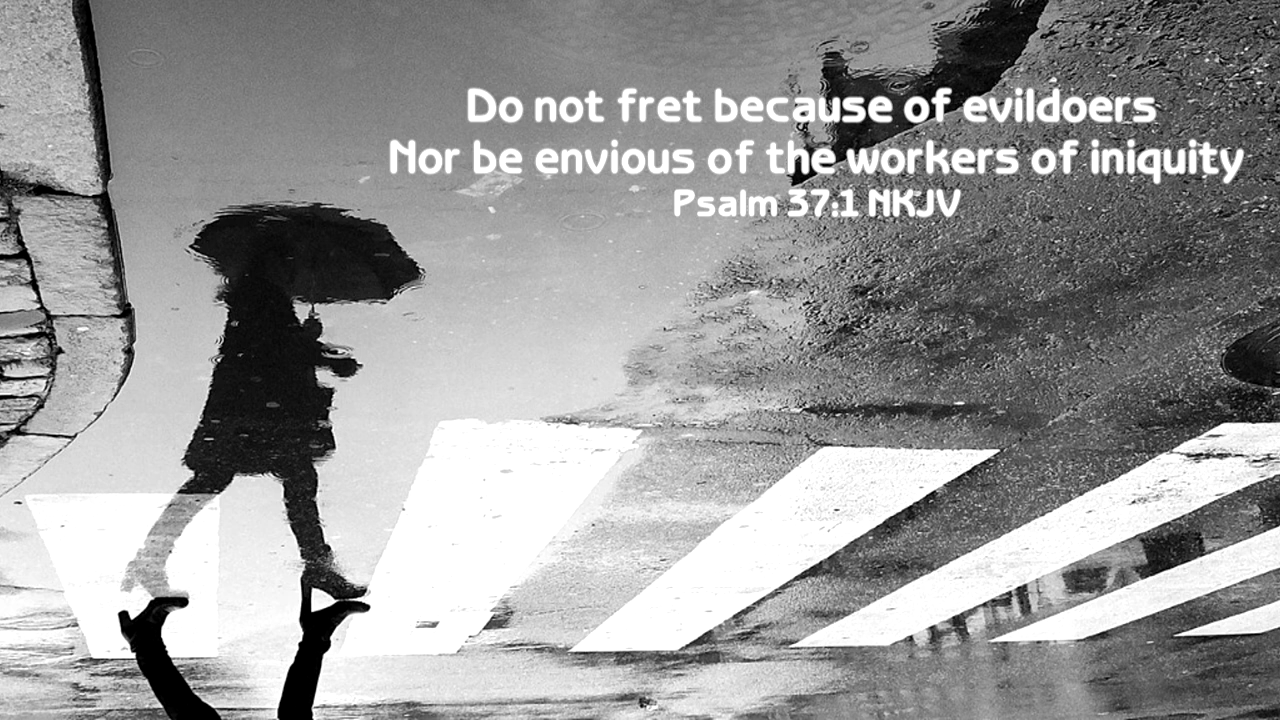 Do not fret because of evildoers
Nor be envious of the workers of iniquity
Psalm 37:1 NKJV